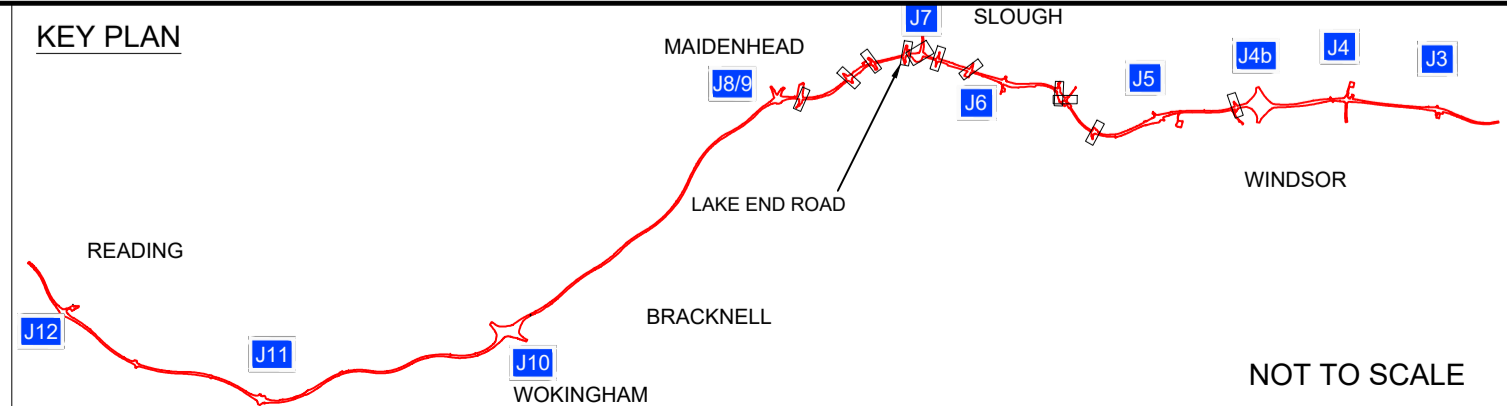 KEY PLAN
J7
SLOUGH
MAIDENHEAD
J8/9
J6
J5
J4b
J4
J3
LAKE END ROAD
WINDSOR
READING
BRACKNELL
J12
J11
J10
WOKINGHAM
NOT TO SCALE